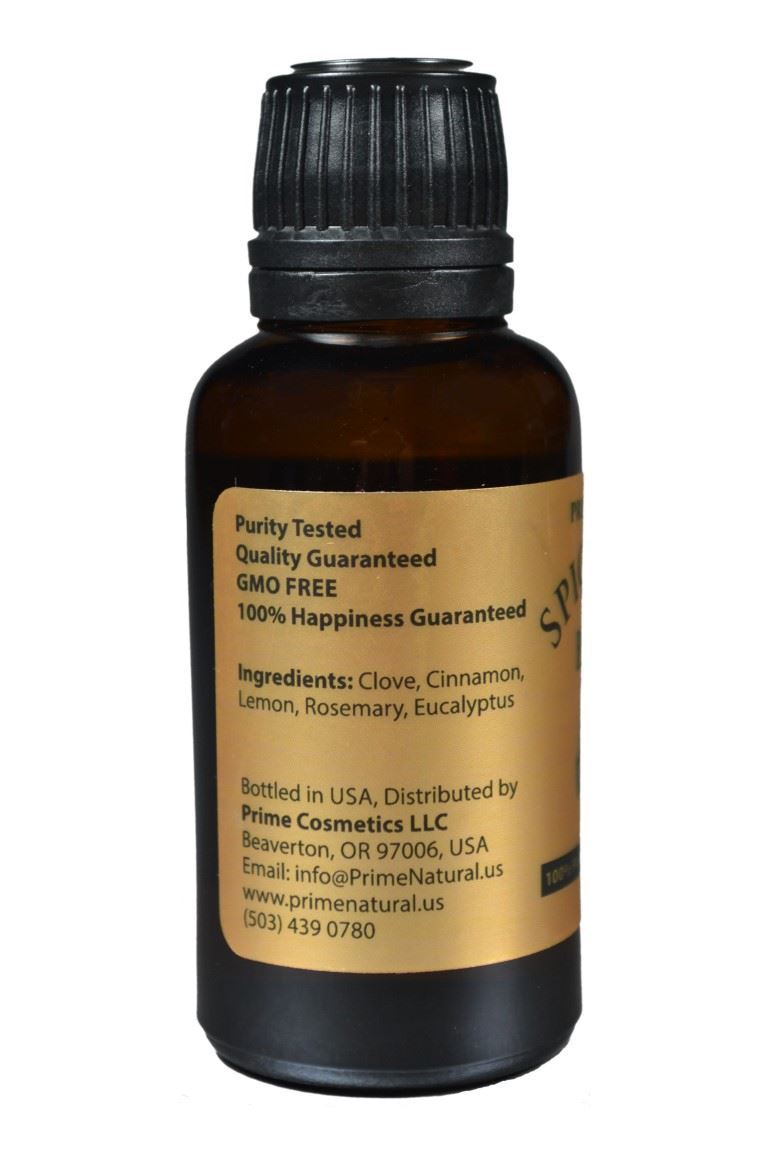 Purity Tested
Quality Guaranteed
GMO FREE
100% Happiness Guaranteed
Ingredients: Clove, Cinnamon,
Lemon, Rosemary, Eucalyptus
Bottled in USA, Distributed by
Prime Cosmetics LLC
Beaverton, OR 97006, USA
Email: info@PrimeNatural.us
www.primenatural.us
(503) 439 0780
100%